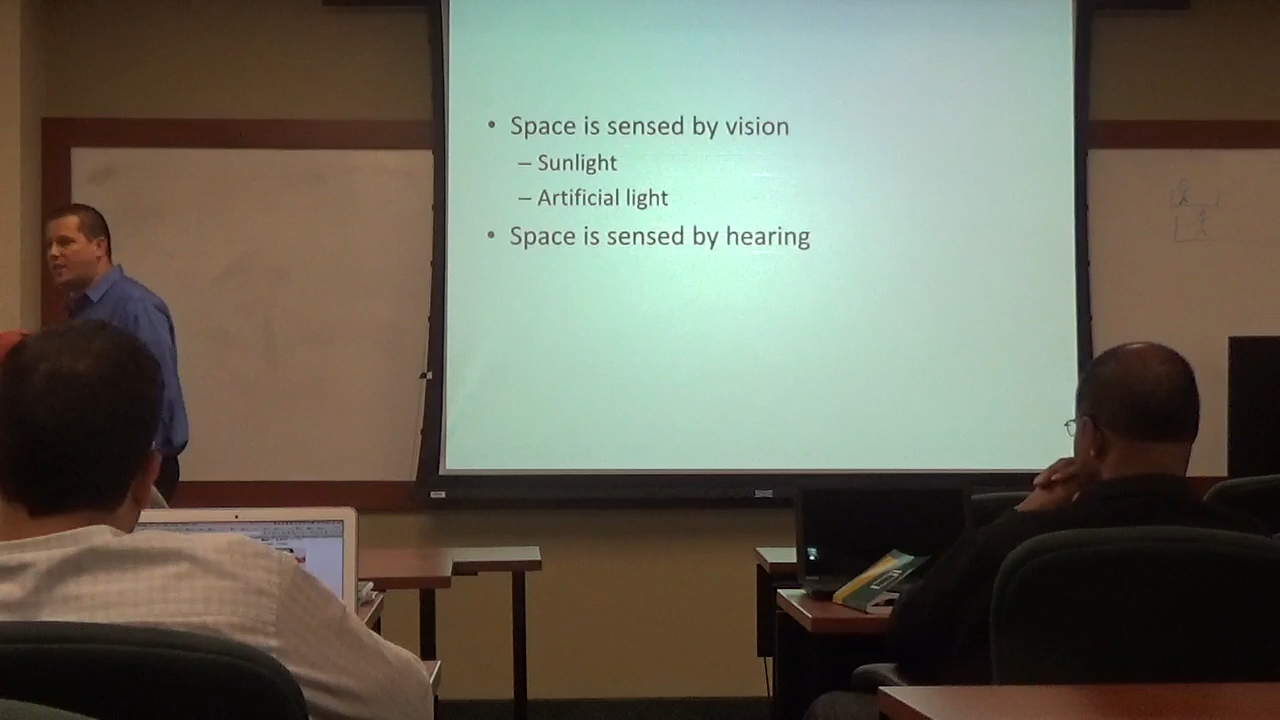 • Space is sensed by vision
– Sunlight
– Artificial light
• Space is sensed by hearing